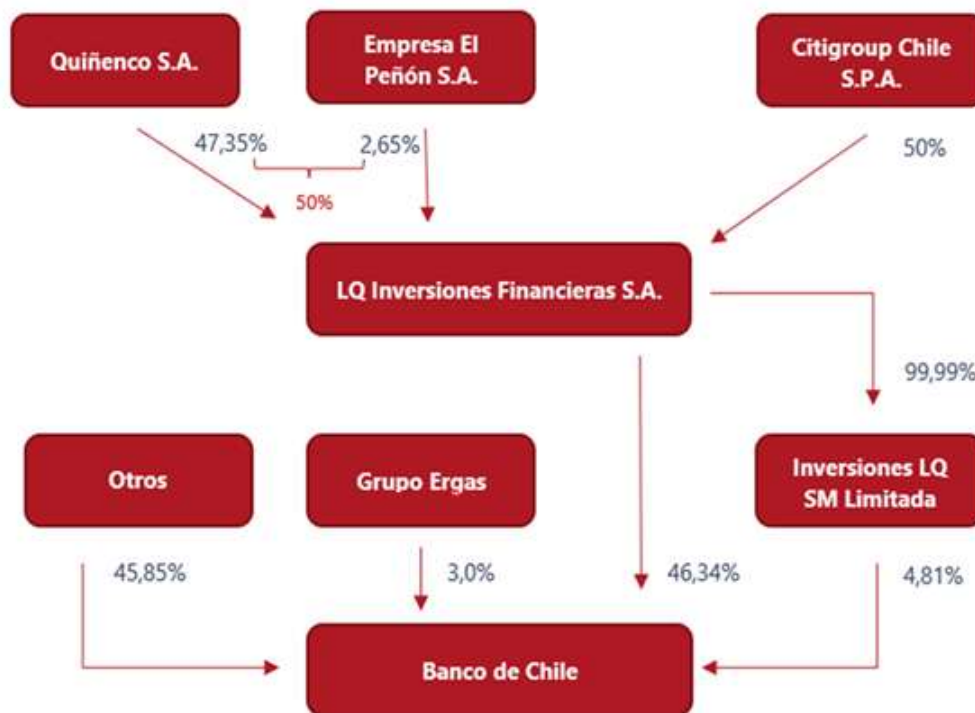 Quiñenco S.A.
Empresa El
Peñón S.A.
Citigroup Chile
S.P.A.
47,35%
2,65%
50%
50%
LQ Inversiones Financieras S.A.
99,99%
Otros
Grupo Ergas
Inversiones LQ
SM Limitada
45,85%
3,0%
46,34%
4,81%
Banco de Chile